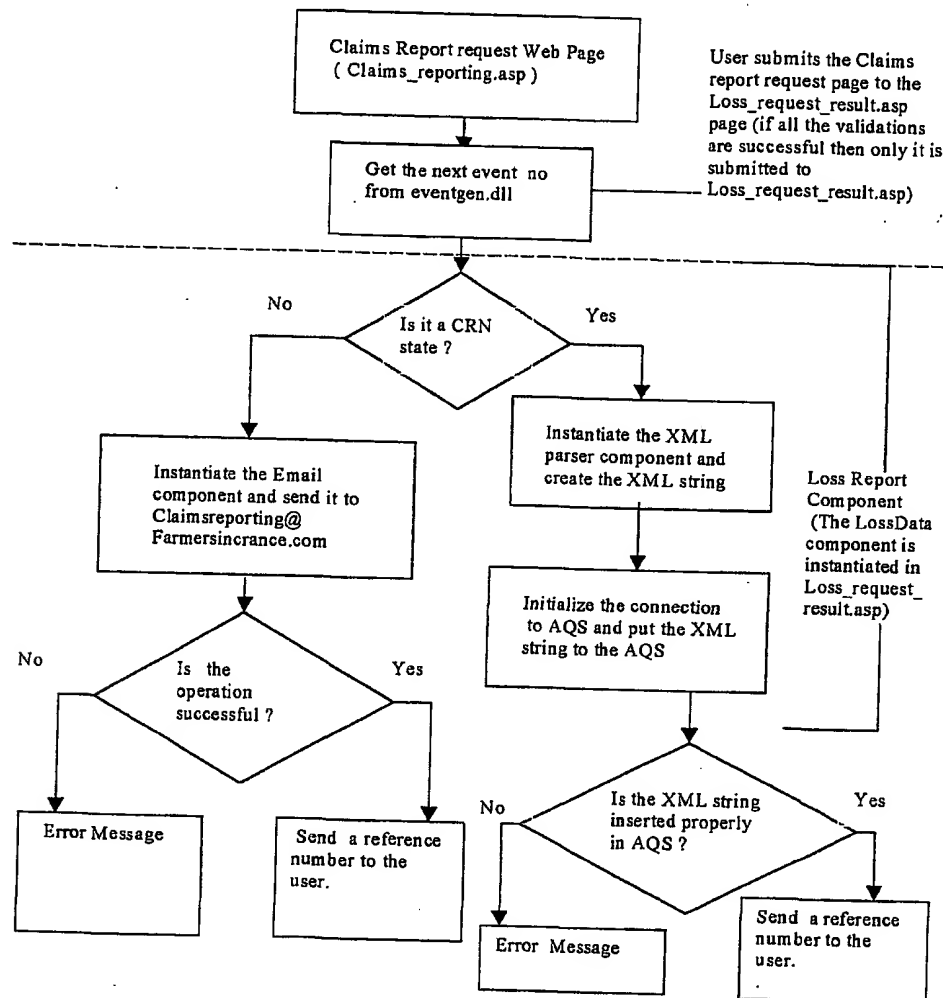 Claims Report request Web Page
( Claims_reporting.asp )
User submits the Claims
report request page to the
Loss_request_result.asp
page (if all the validations
are successful then only it is
submitted to
Loss_request_result.asp)
Get the next event no
from eventgen.dll
No
Is it a CRN
state ?
Yes
Instantiate the Email
component and send it to
Claimsreporting@
Farmersincrance.com
Instantiate the XML
parser component and
create the XML string
Loss Report
Component
(The LossData
component is
instantiated in
Loss_request_
result.asp)
Initialize the connection
to AQS and put the XML
string to the AQS
No
Is the
operation
successful ?
Yes
No
Is the XML string
inserted properly
in AQS ?
Yes
Error Message
Send a reference
number to the
user.
Error Message
Send a reference
number to the
user.